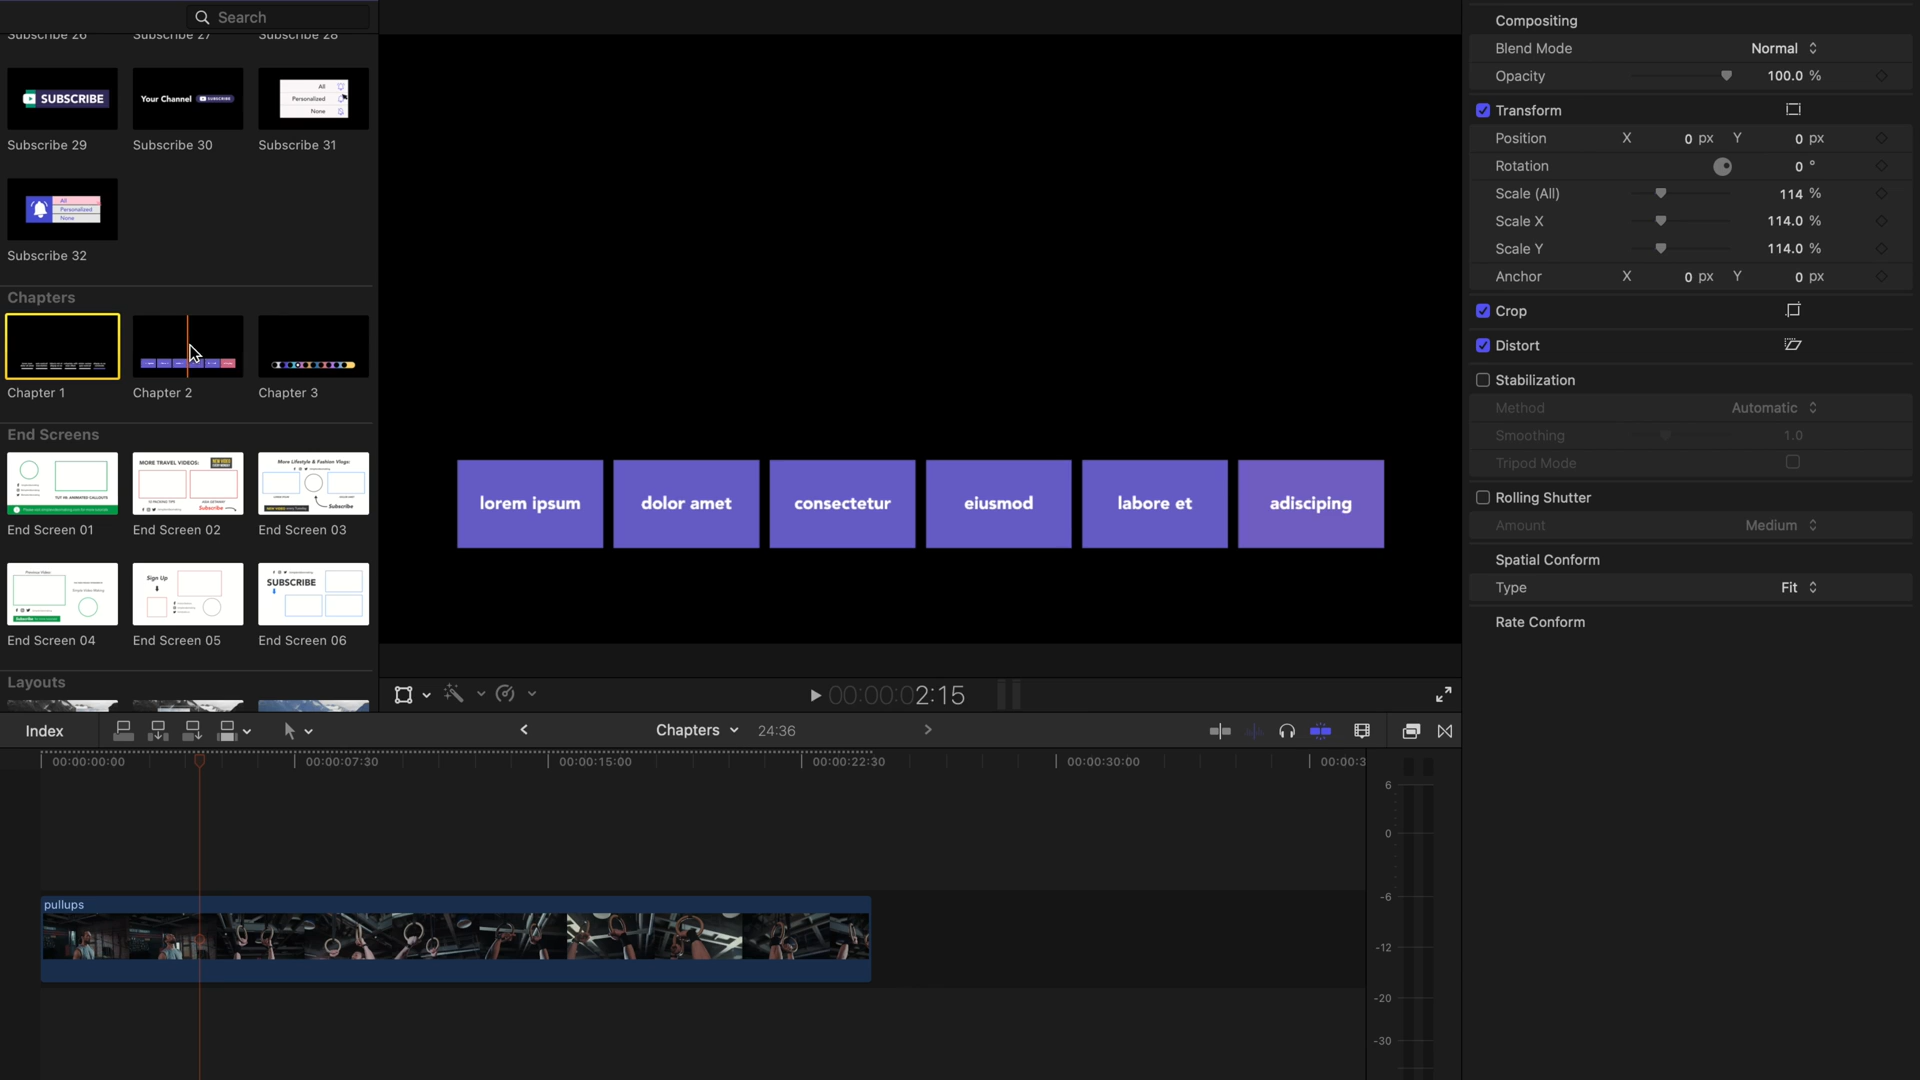 Search
Subscribe 26 Subscribe 27 Subscribe 28
SUBSCRIBE
Your Channel SUBSCRIBE
All
Personalized
None
Subscribe 29 Subscribe 30 Subscribe 31
All
Personalized
None
Subscribe 32
Chapters
Chapter 1 Chapter 2 Chapter 3
End Screens
MORE TRAVEL VIDEOS:
More Lifestyle & Fashion Vlogs:
Subscribe
Subscribe
End Screen 01 End Screen 02 End Screen 03
Previous Video
Sign Up
SUBSCRIBE
Subscribe
End Screen 04 End Screen 05 End Screen 06
Layouts
lorem ipsum dolor amet consectetur eiusmod labore et adisciping
00:00:02:15
Compositing
Blend Mode Normal
Opacity 100.0 %
Transform
Position X 0 px Y 0 px
Rotation 0 °
Scale (All) 114 %
Scale X 114.0 %
Scale Y 114.0 %
Anchor X 0 px Y 0 px
Crop
Distort
Stabilization
Method Automatic
Smoothing 1.0
Tripod Mode
Rolling Shutter
Amount Medium
Spatial Conform
Type Fit
Rate Conform
Index Chapters 24:36
00:00:00:00 00:00:07:30 00:00:15:00 00:00:22:30 00:00:30:00 00:00:3
pullups
6
0
-6
-12
-20
-30